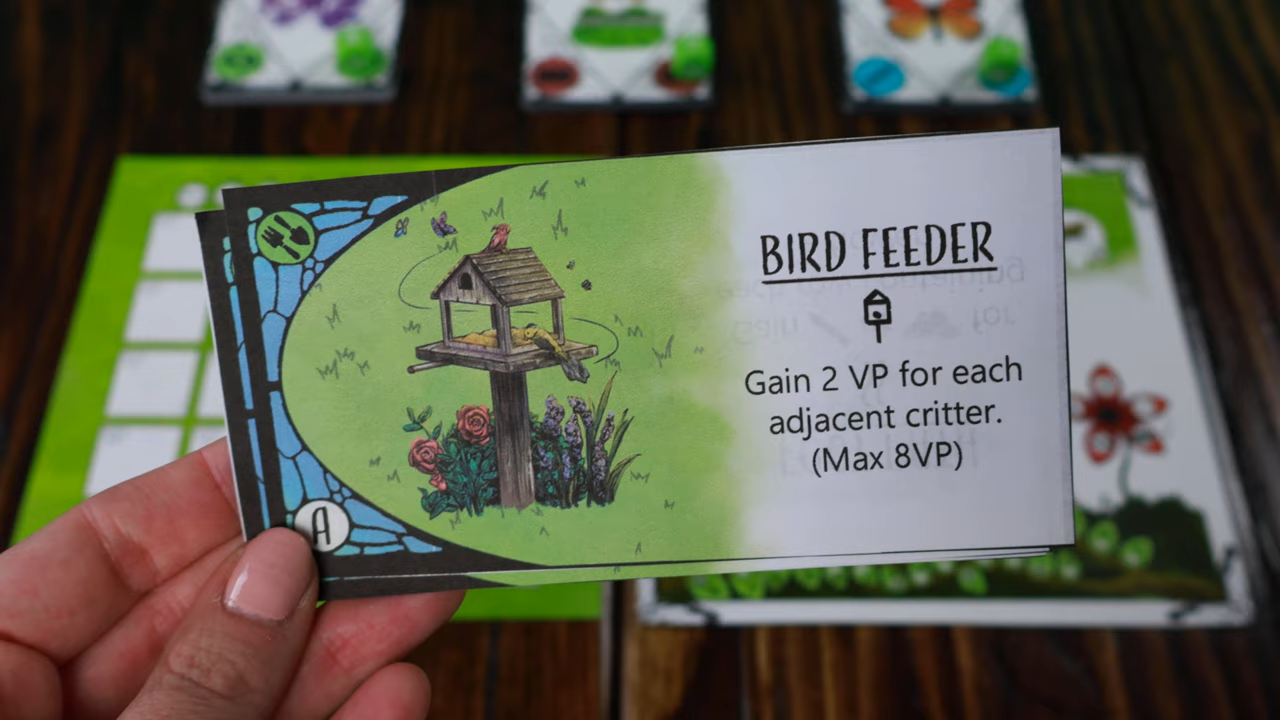 BIRD FEEDER
Gain 2 VP for each
adjacent critter.
(Max 8VP)
A